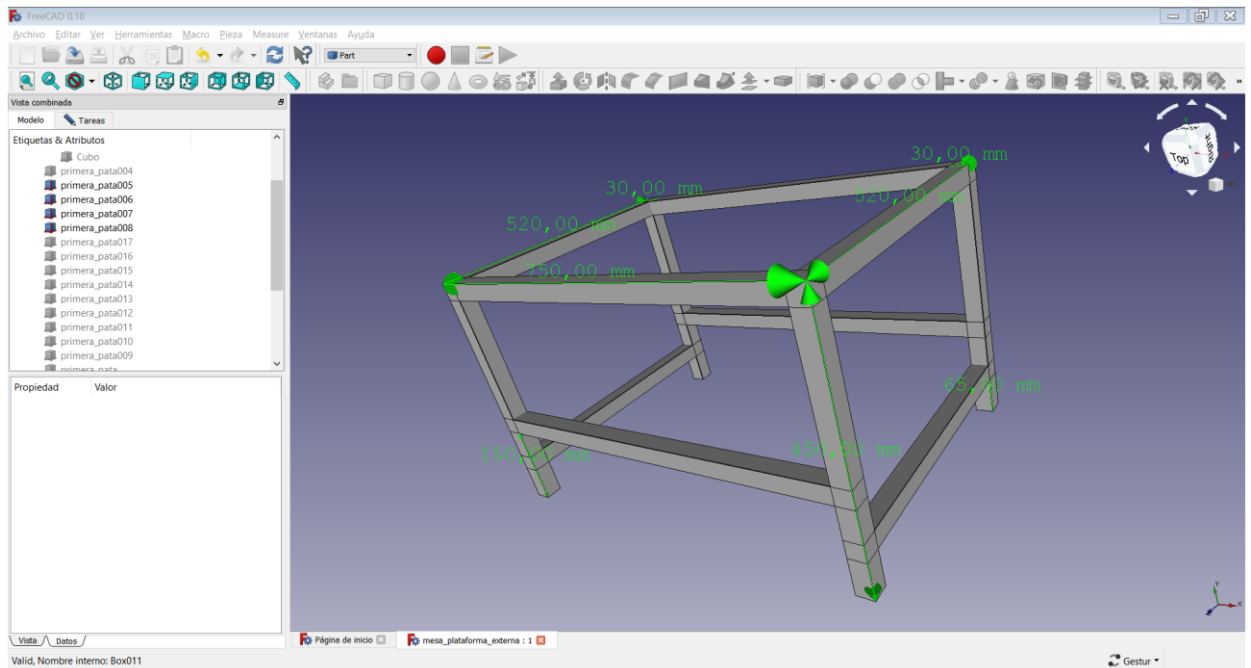 FreeCAD 0.18
Archivo Editar Ver Herramientas Macro Pieza Measure Ventanas Ayuda
Part
Vista combinada
Modelo Tareas
Etiquetas & Atributos
Cubo
primera_pata004
primera_pata005
primera_pata006
primera_pata007
primera_pata008
primera_pata017
primera_pata016
primera_pata015
primera_pata014
primera_pata013
primera_pata012
primera_pata011
primera_pata010
primera_pata009
primera_pata
Propiedad Valor
30,00 mm
30,00 mm
520,00 mm
520,00 mm
750,00 mm
65,00 mm
150,00 mm
mm
Top
Vista Datos
Página de inicio
mesa_plataforma_externa : 1
Valid, Nombre interno: Box011
Gestur